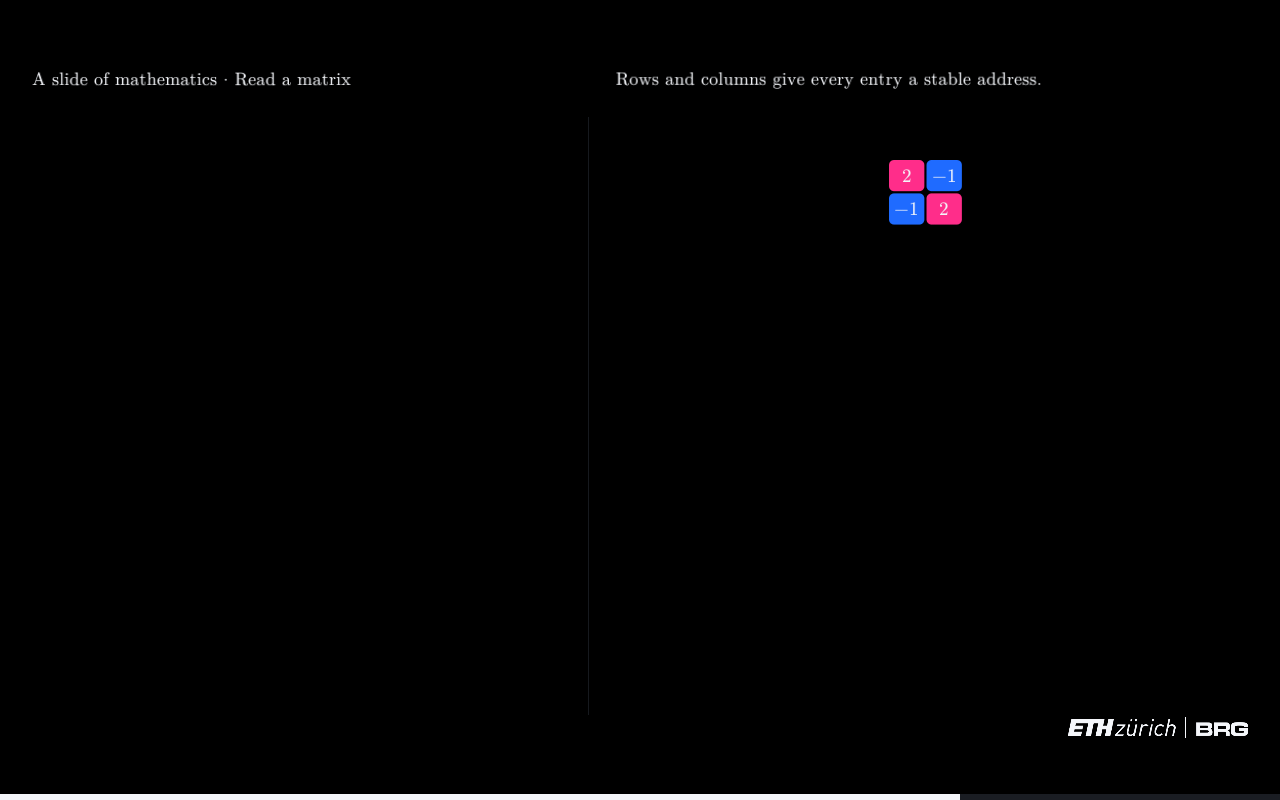 A slide of mathematics · Read a matrix
Rows and columns give every entry a stable address.
2 −1
−1 2
ETH zürich | BRG